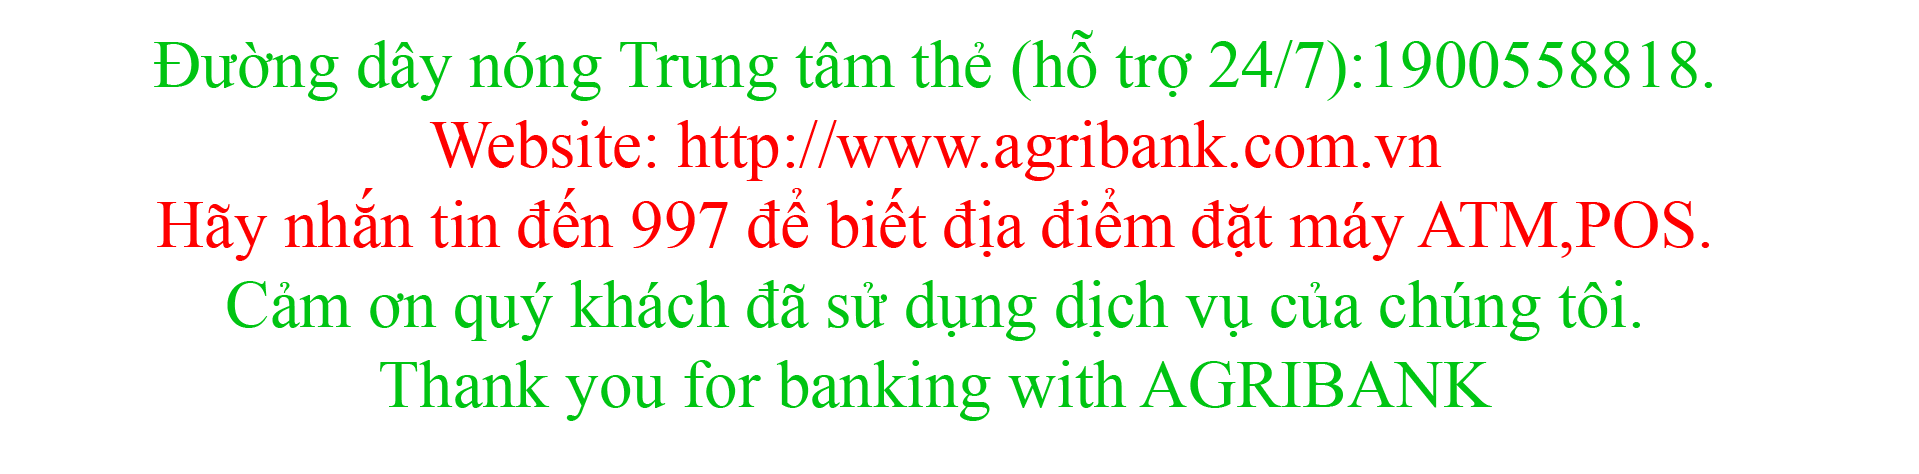 Đường dây nóng Trung tâm thẻ (hỗ trợ 24/7):1900558818.
Website: http://www.agribank.com.vn
Hãy nhắn tin đến 997 để biết địa điểm đặt máy ATM,POS.
Cảm ơn quý khách đã sử dụng dịch vụ của chúng tôi.
Thank you for banking with AGRIBANK